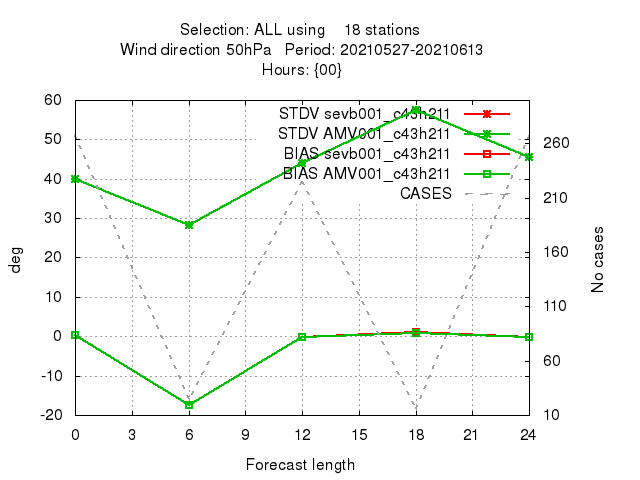 Selection: ALL using 18 stations
Wind direction 50hPa Period: 20210527-20210613
Hours: {00}
STDV sevb001_c43h211
STDV AMV001_c43h211
BIAS sevb001_c43h211
BIAS AMV001_c43h211
CASES
60
50
40
30
20
10
0
-10
-20
deg
260
210
160
110
60
10
No cases
0 3 6 9 12 15 18 21 24
Forecast length